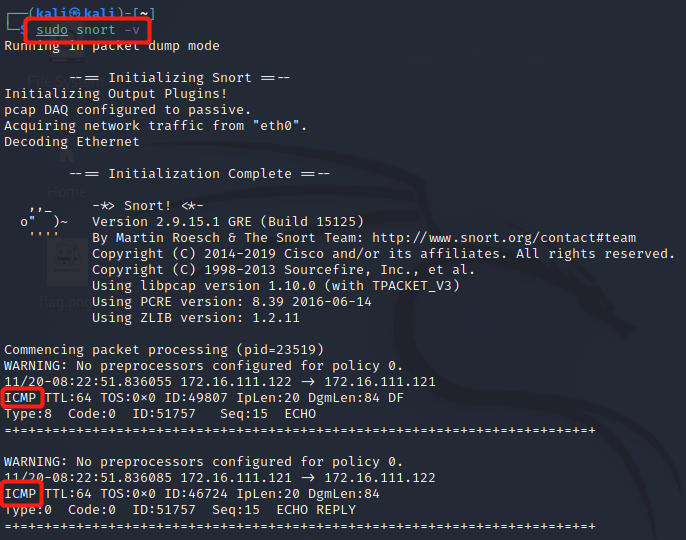 ┌──(kali㉿kali)-[~]
└─$ sudo snort -v
Running in packet dump mode
--== Initializing Snort ==--
Initializing Output Plugins!
pcap DAQ configured to passive.
Acquiring network traffic from "eth0".
Decoding Ethernet
--== Initialization Complete ==--
,,_     -*> Snort! <*-
o"  )~   Version 2.9.15.1 GRE (Build 15125)
''''    By Martin Roesch & The Snort Team: http://www.snort.org/contact#team
Copyright (C) 2014-2019 Cisco and/or its affiliates. All rights reserved.
Copyright (C) 1998-2013 Sourcefire, Inc., et al.
Using libpcap version 1.10.0 (with TPACKET_V3)
Using PCRE version: 8.39 2016-06-14
Using ZLIB version: 1.2.11
Commencing packet processing (pid=23519)
WARNING: No preprocessors configured for policy 0.
11/20-08:22:51.836055 172.16.111.122 -> 172.16.111.121
ICMP TTL:64 TOS:0×0 ID:49807 IpLen:20 DgmLen:84 DF
Type:8  Code:0  ID:51757   Seq:15  ECHO
=+=+=+=+=+=+=+=+=+=+=+=+=+=+=+=+=+=+=+=+=+=+=+=+=+=+=+=+=+=+=+=+=+=+=+=+=+
WARNING: No preprocessors configured for policy 0.
11/20-08:22:51.836085 172.16.111.121 -> 172.16.111.122
ICMP TTL:64 TOS:0×0 ID:46724 IpLen:20 DgmLen:84
Type:0  Code:0  ID:51757  Seq:15  ECHO REPLY
=+=+=+=+=+=+=+=+=+=+=+=+=+=+=+=+=+=+=+=+=+=+=+=+=+=+=+=+=+=+=+=+=+=+=+=+=+
Home